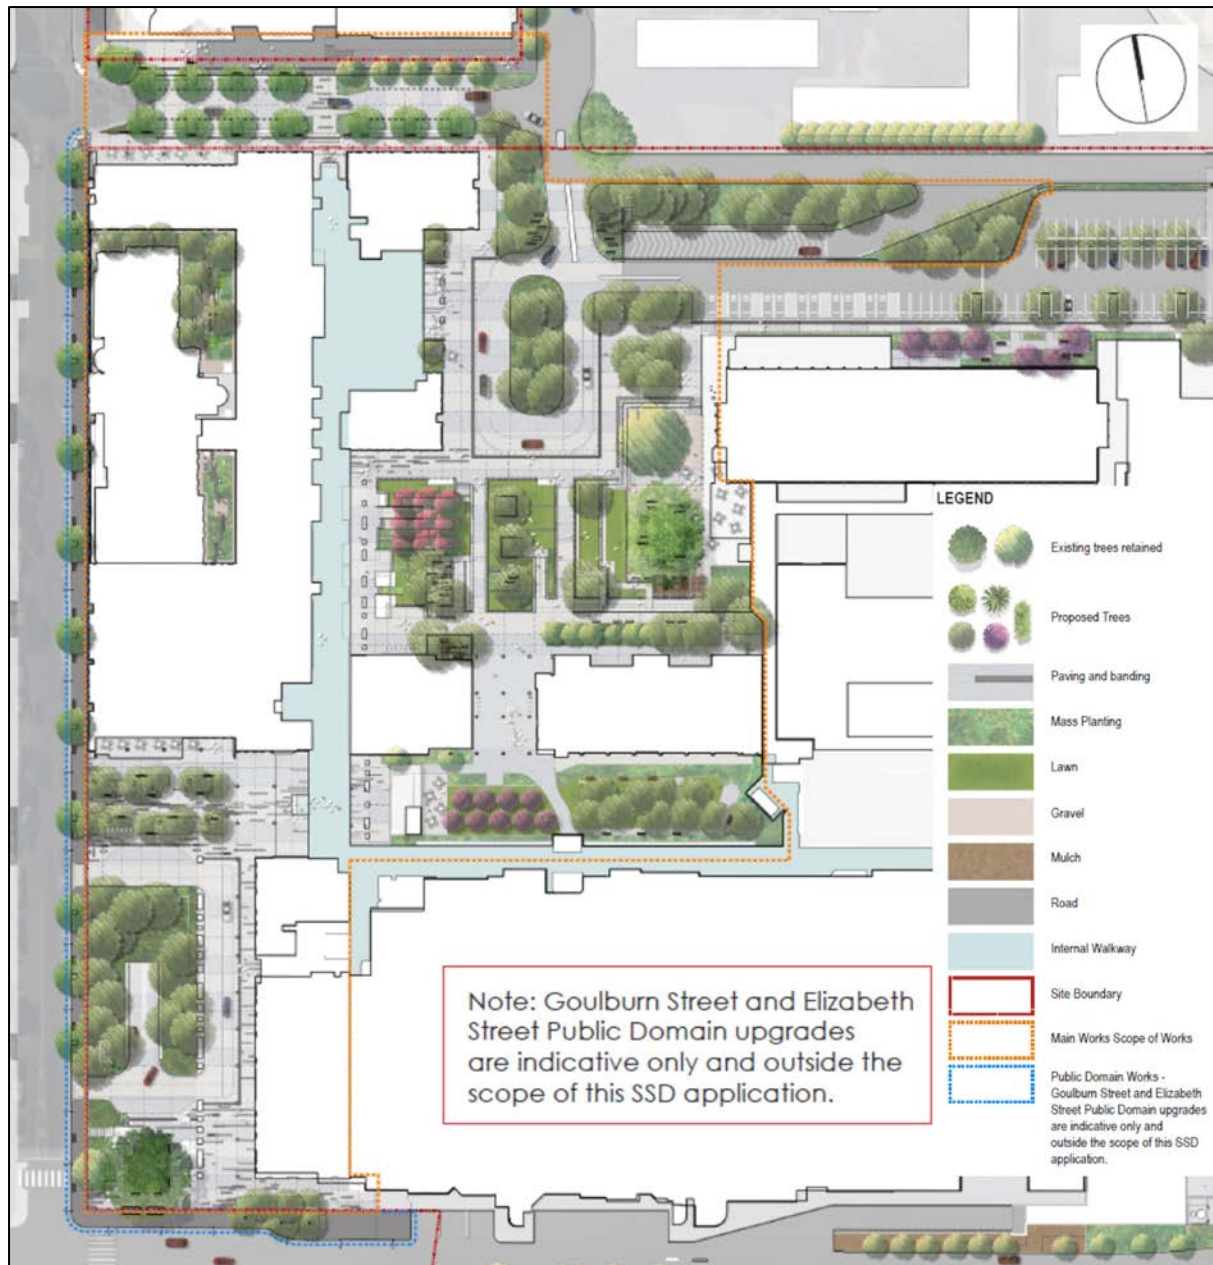 LEGEND
Existing trees retained
Proposed Trees
Paving and banding
Mass Planting
Lawn
Gravel
Mulch
Road
Internal Walkway
Site Boundary
Main Works Scope of Works
Public Domain Works -
Goulburn Street and Elizabeth
Street Public Domain upgrades
are indicative only and
outside the scope of this SSD
application.
Note: Goulburn Street and Elizabeth
Street Public Domain upgrades
are indicative only and outside the
scope of this SSD application.